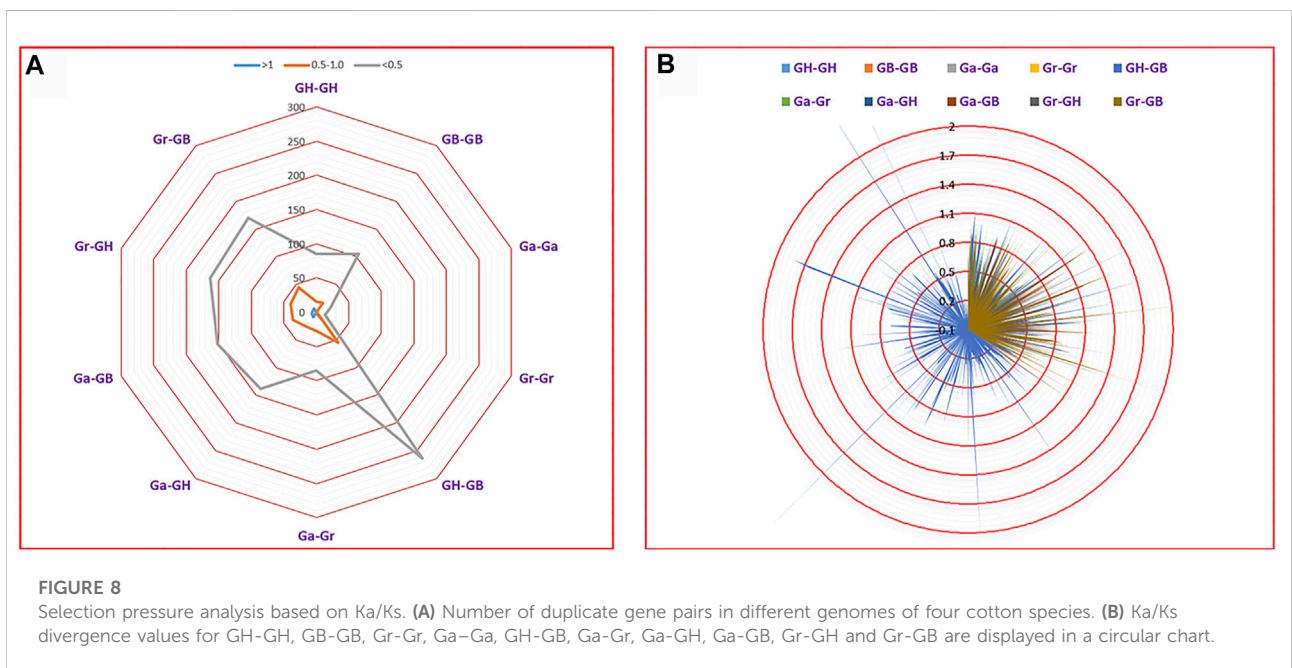 A
>1 0.5-1.0 <0.5
GH-GH
GB-GB
Ga-Ga
Gr-Gr
GH-GB
Ga-Gr
Ga-GH
Ga-GB
Gr-GH
Gr-GB
300
250
200
150
100
50
0
B
GH-GH GB-GB Ga-Ga Gr-Gr GH-GB
Ga-Gr Ga-GH Ga-GB Gr-GH Gr-GB
2
1.7
1.4
1.1
0.8
0.5
0.2
-0.1
FIGURE 8
Selection pressure analysis based on Ka/Ks. (A) Number of duplicate gene pairs in different genomes of four cotton species. (B) Ka/Ks
divergence values for GH-GH, GB-GB, Gr-Gr, Ga–Ga, GH-GB, Ga-Gr, Ga-GH, Ga-GB, Gr-GH and Gr-GB are displayed in a circular chart.